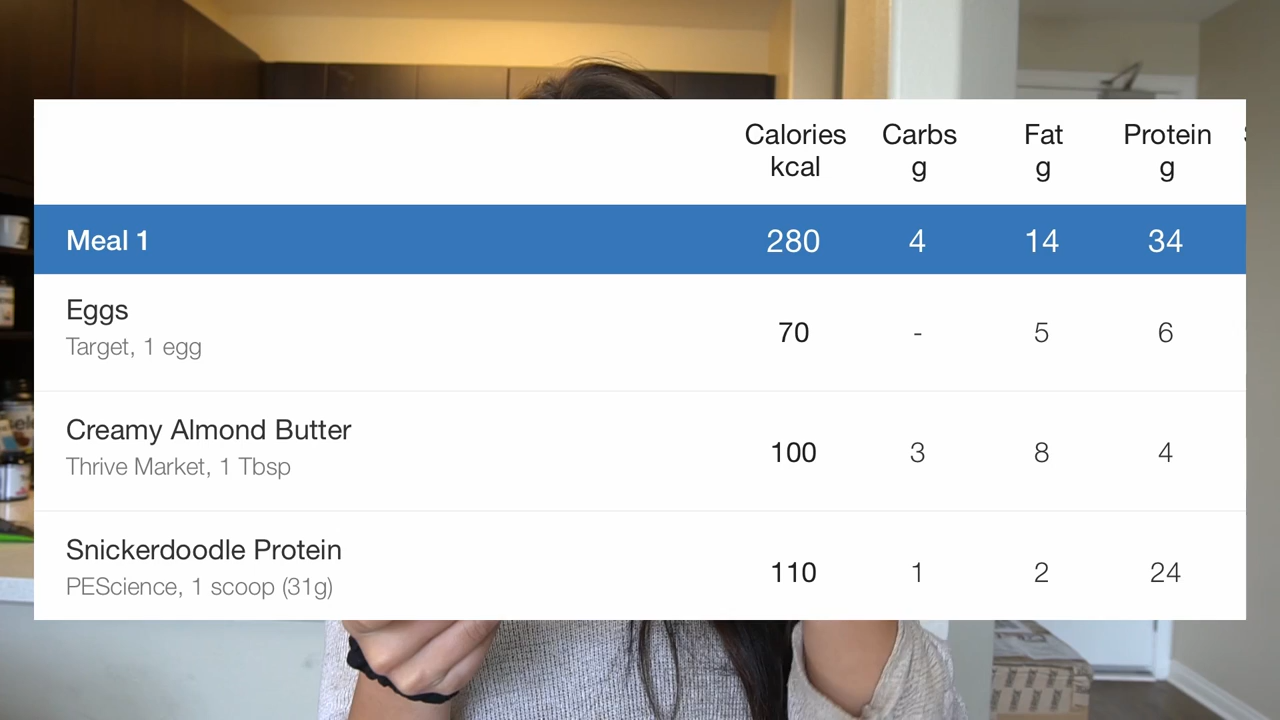 Calories Carbs Fat Protein
kcal g g g
Meal 1 280 4 14 34
Eggs
Target, 1 egg
70 - 5 6
Creamy Almond Butter
Thrive Market, 1 Tbsp
100 3 8 4
Snickerdoodle Protein
PEScience, 1 scoop (31g)
110 1 2 24